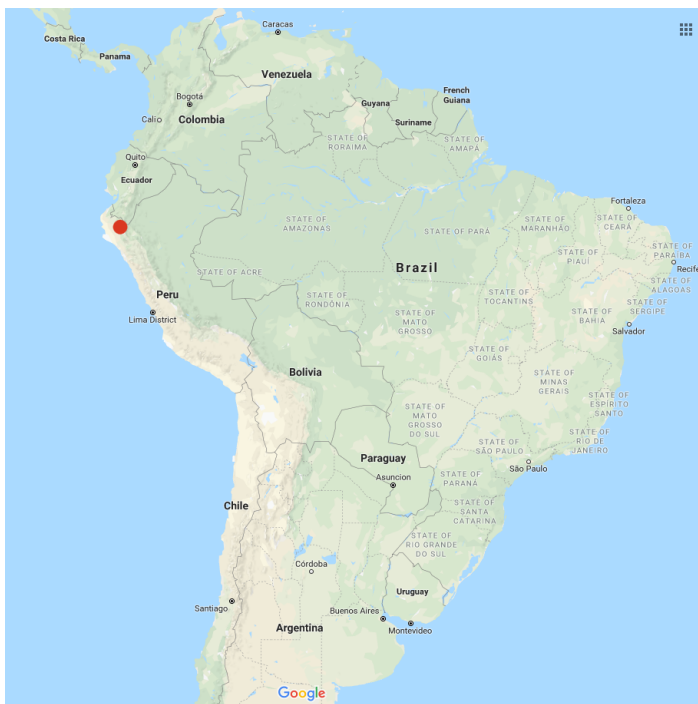 Caracas
Costa Rica
Panama
Venezuela
Bogotá
Calio
Colombia
Guyana
Suriname
French
Guiana
STATE OF
RORAIMA
STATE OF
AMAPÁ
Quito
Ecuador
STATE OF
AMAZONAS
STATE OF PARÁ
STATE OF
MARANHÃO
Fortaleza
STATE OF
CEARÁ
STATE OF
PARAÍBA
Recife
STATE OF
PIAUÍ
STATE OF ACRE
Brazil
STATE OF
ALAGOAS
STATE OF
SERGIPE
Peru
Lima District
STATE OF
RONDÔNIA
STATE OF
TOCANTINS
STATE OF
MATO
GROSSO
STATE OF
BAHIA
Salvador
STATE OF
GOIÁS
Bolivia
STATE OF
MINAS
GERAIS
STATE OF
ESPÍRITO
SANTO
STATE OF
MATO
GROSSO
DO SUL
STATE OF
RIO DE
JANEIRO
STATE OF
SÃO PAULO
São Paulo
Paraguay
Asuncion
STATE OF
PARANÁ
Chile
STATE OF
SANTA
CATARINA
STATE OF
RIO GRANDE
DO SUL
Córdoba
Uruguay
Santiago
Buenos Aires
Montevideo
Argentina
Google